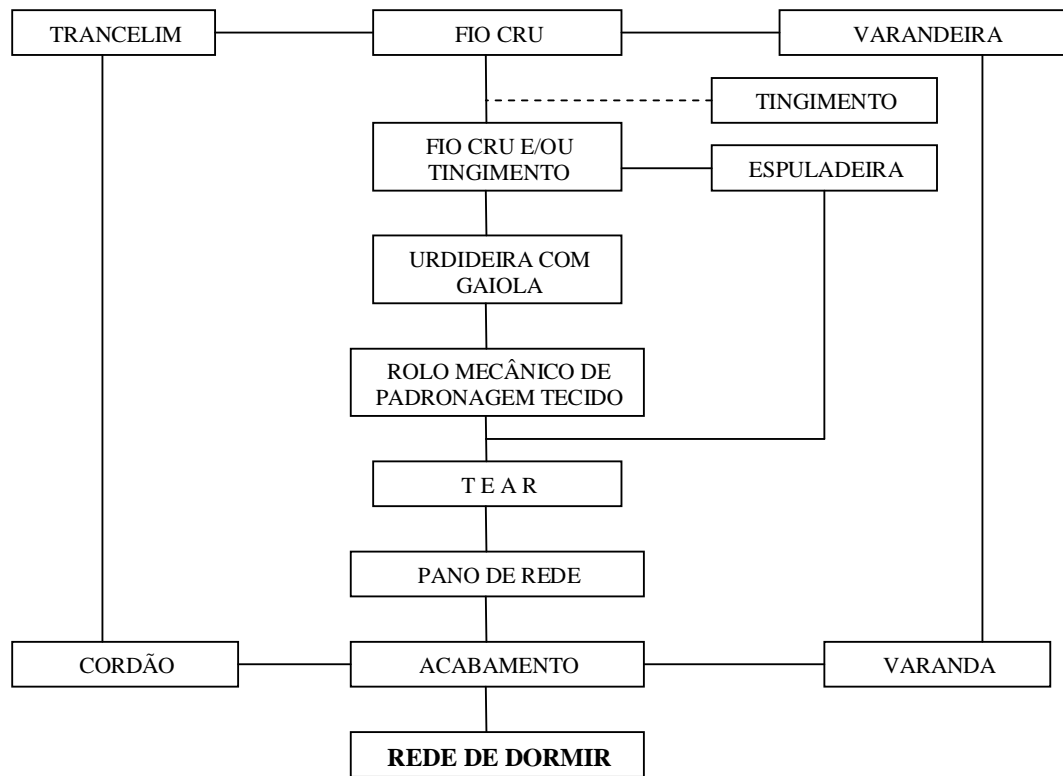 TRANCELIM
FIO CRU
VARANDEIRA
TINGIMENTO
FIO CRU E/OU
TINGIMENTO
ESPULADEIRA
URDIDEIRA COM
GAIOLA
ROLO MECÂNICO DE
PADRONAGEM TECIDO
T E A R
PANO DE REDE
CORDÃO
ACABAMENTO
VARANDA
REDE DE DORMIR